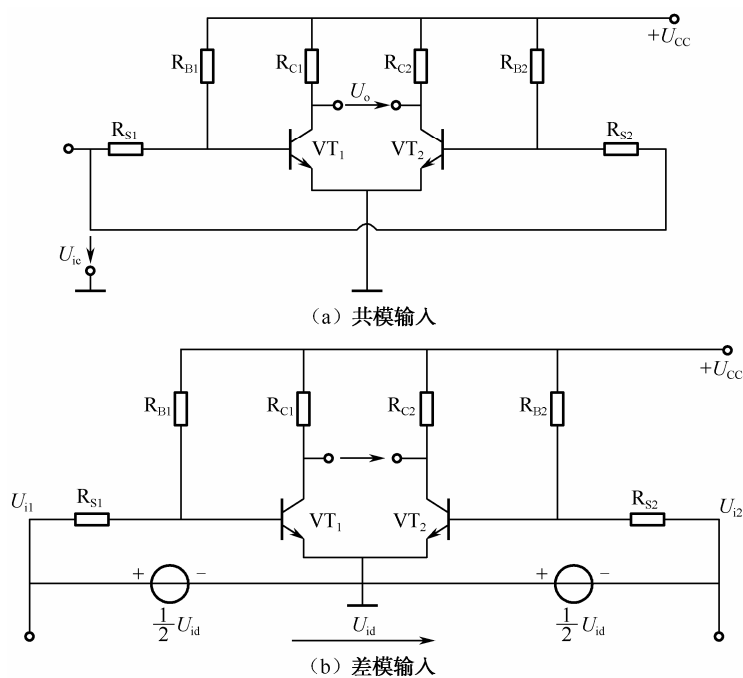 +U_CC
R_B1
R_C1
R_C2
R_B2
U_o
R_S1
VT_1
VT_2
R_S2
U_ic
（a）共模输入
+U_CC
R_B1
R_C1
R_C2
R_B2
U_i1
R_S1
VT_1
VT_2
R_S2
U_i2
+ −
+ −
1/2 U_id
U_id
1/2 U_id
（b）差模输入